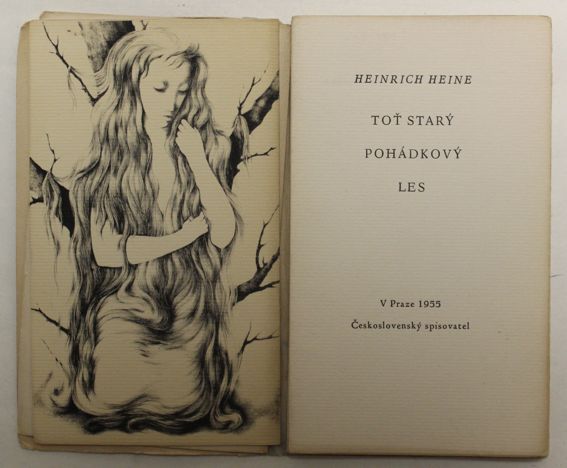 HEINRICH HEINE
TOŤ STARÝ
POHÁDKOVÝ
LES
V Praze 1955
Československý spisovatel